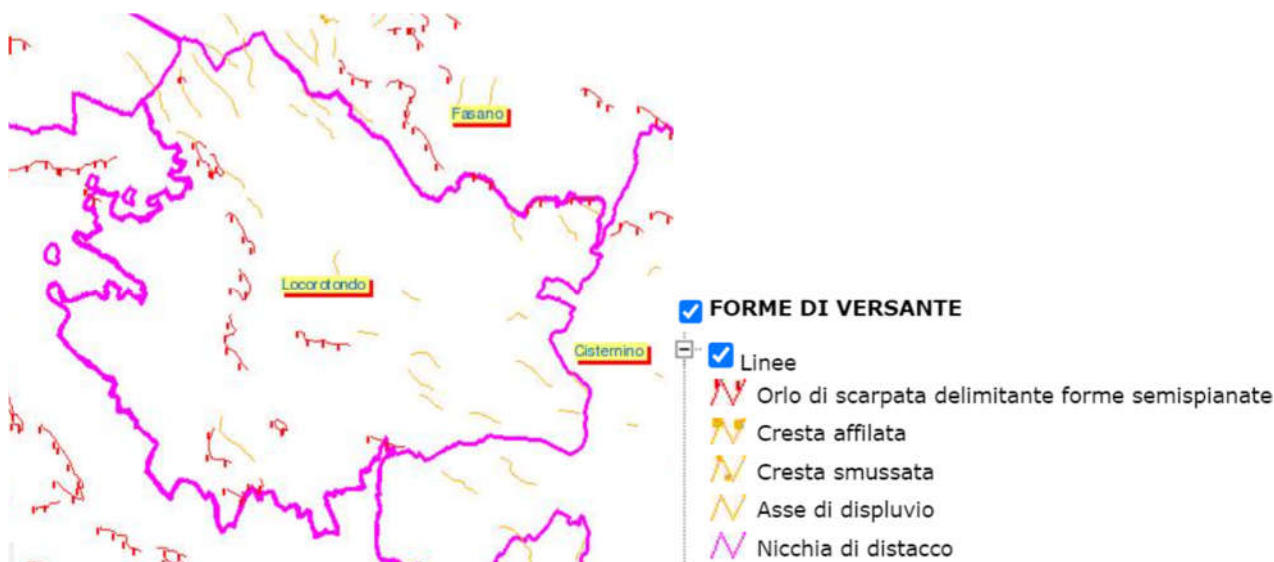 Fasano
Locorotondo
Cisternino
FORME DI VERSANTE
Linee
Orlo di scarpata delimitante forme semispianate
Cresta affilata
Cresta smussata
Asse di displuvio
Nicchia di distacco